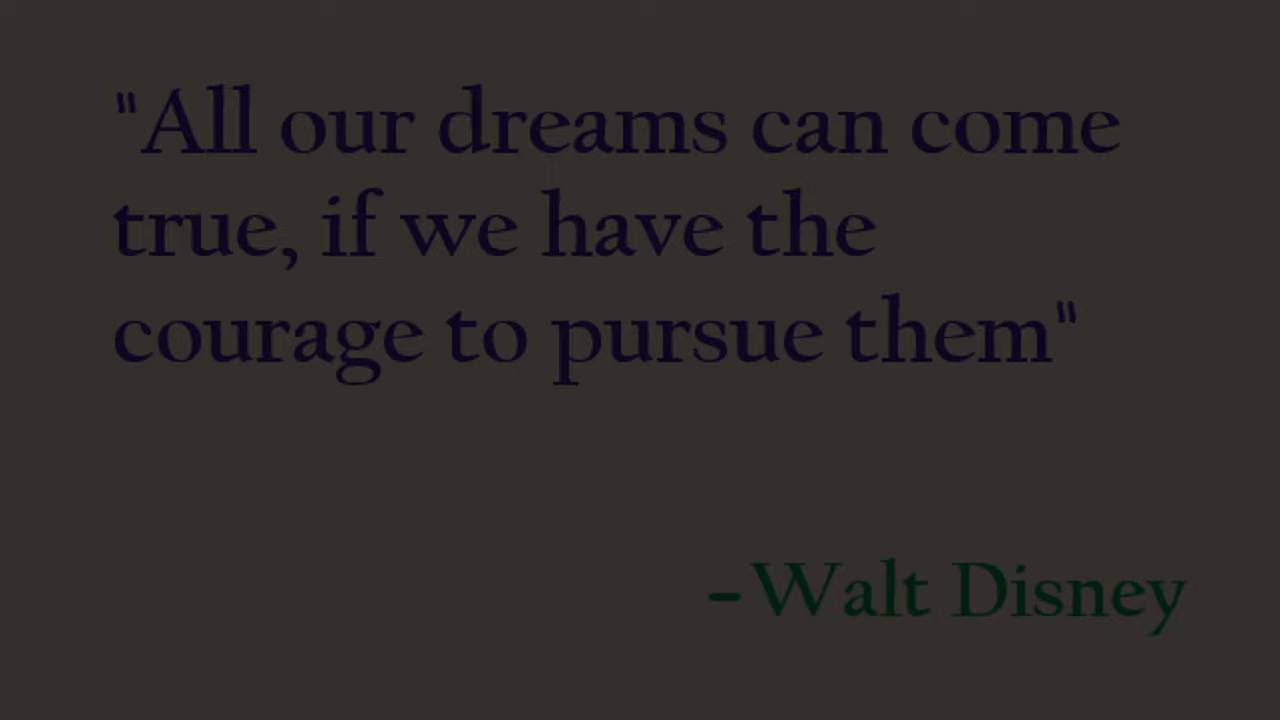 "All our dreams can come
true, if we have the
courage to pursue them"
-Walt Disney